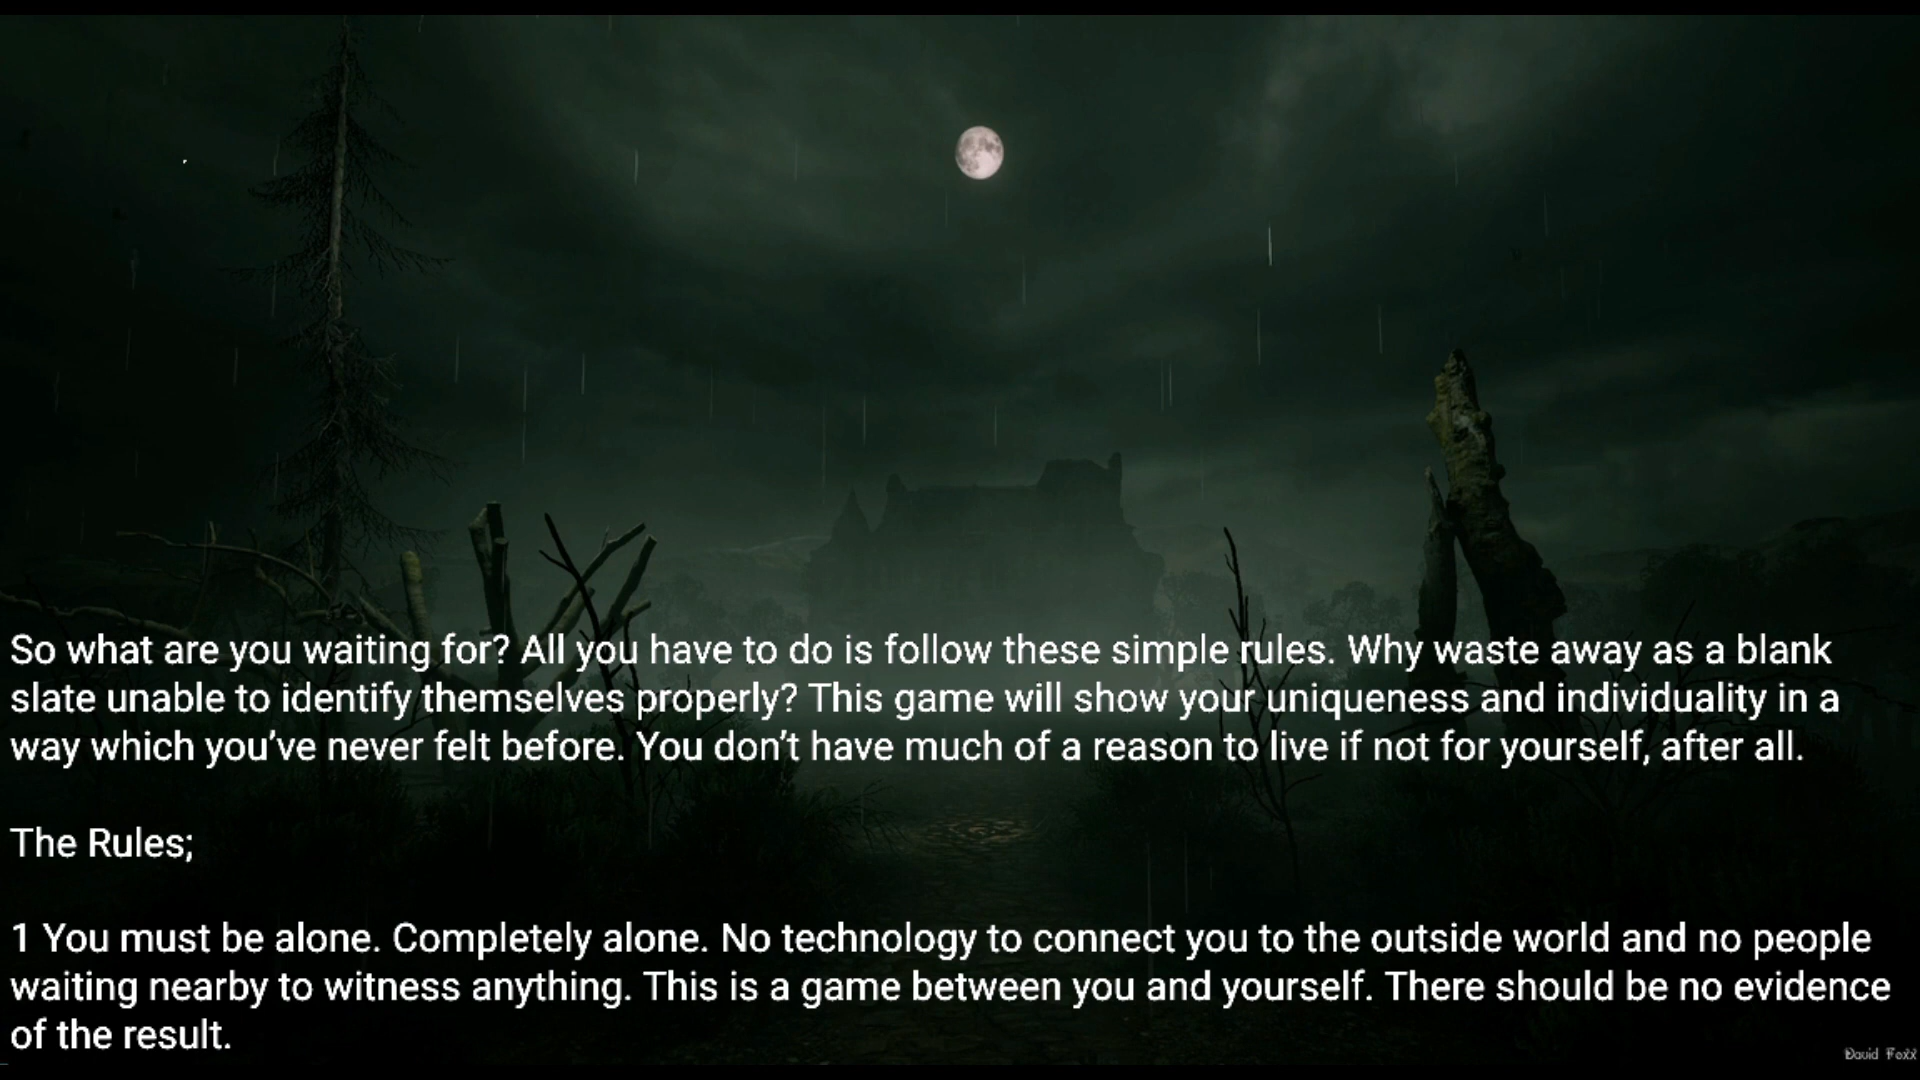 So what are you waiting for? All you have to do is follow these simple rules. Why waste away as a blank
slate unable to identify themselves properly? This game will show your uniqueness and individuality in a
way which you’ve never felt before. You don’t have much of a reason to live if not for yourself, after all.
The Rules;
1 You must be alone. Completely alone. No technology to connect you to the outside world and no people
waiting nearby to witness anything. This is a game between you and yourself. There should be no evidence
of the result.
David Foxx